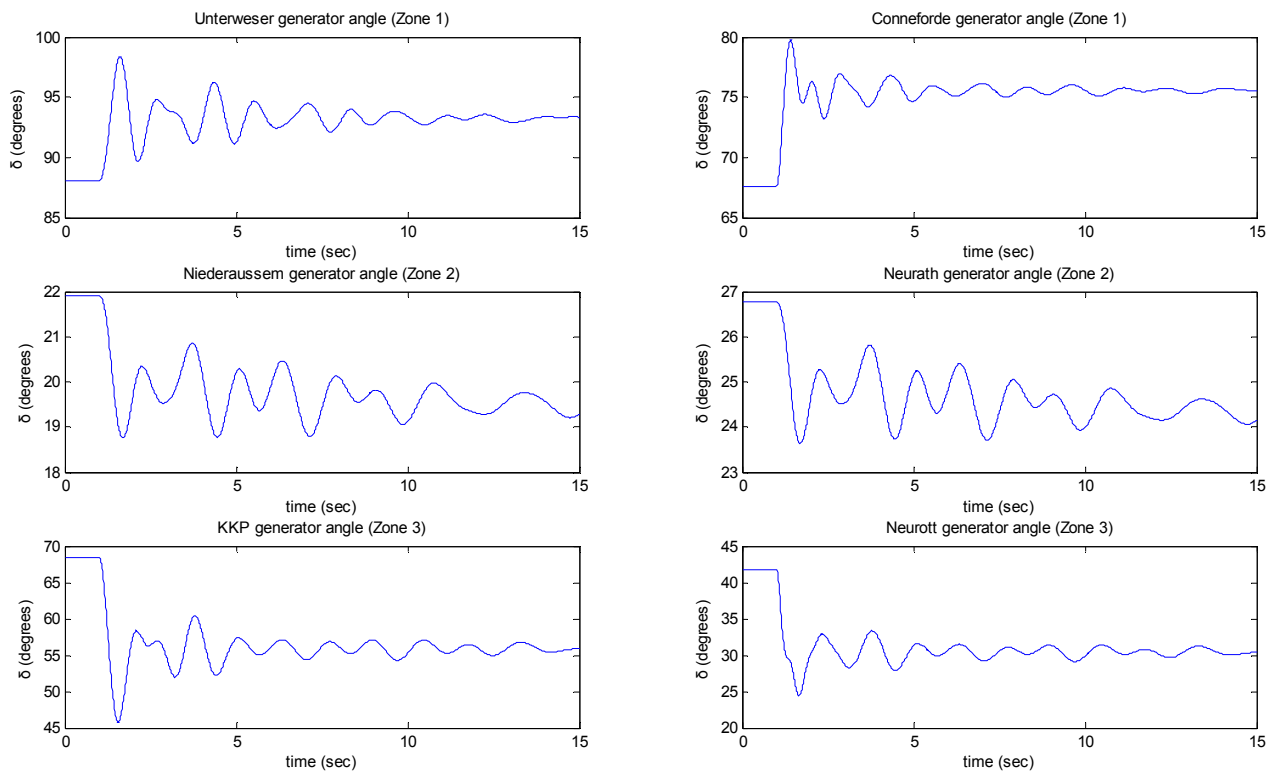 Unterweser generator angle (Zone 1)
100
95
90
85
δ (degrees)
0 5 10 15
time (sec)
Conneforde generator angle (Zone 1)
80
75
70
65
δ (degrees)
0 5 10 15
time (sec)
Niederaussem generator angle (Zone 2)
22
21
20
19
18
δ (degrees)
0 5 10 15
time (sec)
Neurath generator angle (Zone 2)
27
26
25
24
23
δ (degrees)
0 5 10 15
time (sec)
KKP generator angle (Zone 3)
70
65
60
55
50
45
δ (degrees)
0 5 10 15
time (sec)
Neurott generator angle (Zone 3)
45
40
35
30
25
20
δ (degrees)
0 5 10 15
time (sec)